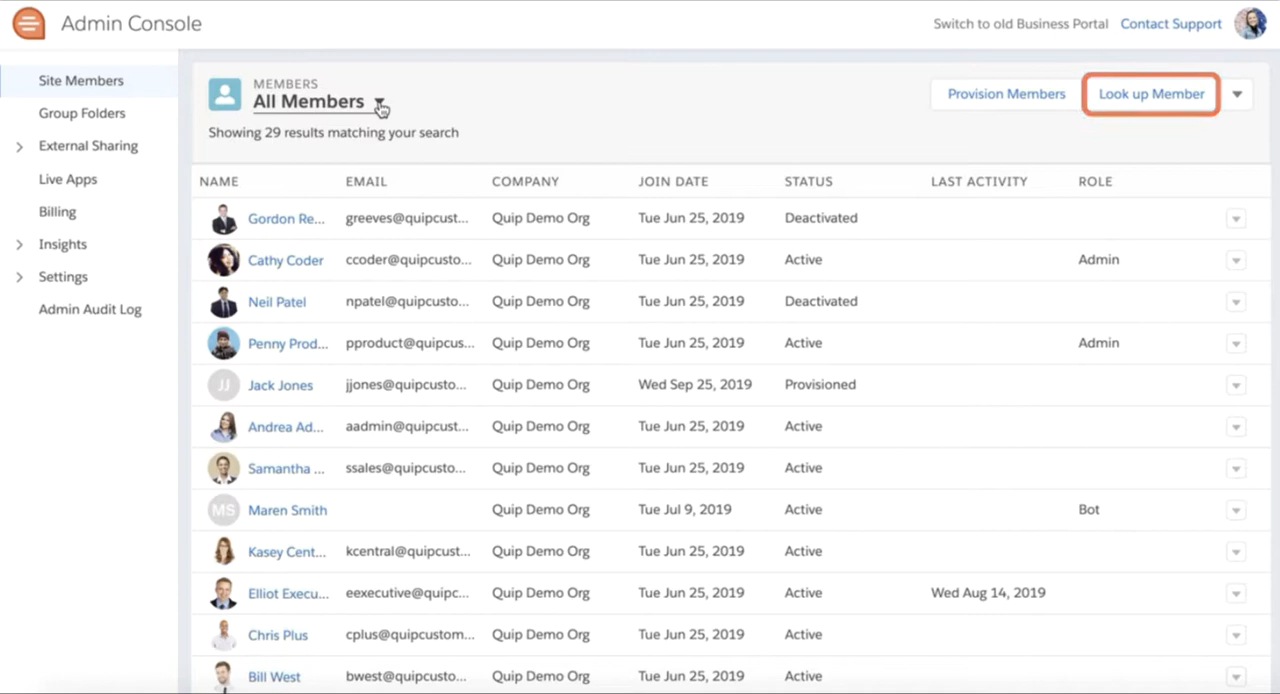 Admin Console
Switch to old Business Portal Contact Support
Site Members
Group Folders
External Sharing
Live Apps
Billing
Insights
Settings
Admin Audit Log
MEMBERS
All Members
Showing 29 results matching your search
Provision Members Look up Member
NAME EMAIL COMPANY JOIN DATE STATUS LAST ACTIVITY ROLE
Gordon Re... greeves@quipcust... Quip Demo Org Tue Jun 25, 2019 Deactivated
Cathy Coder ccoder@quipcusto... Quip Demo Org Tue Jun 25, 2019 Active Admin
Neil Patel npatel@quipcusto... Quip Demo Org Tue Jun 25, 2019 Deactivated
Penny Prod... pproduct@quipcus... Quip Demo Org Tue Jun 25, 2019 Active Admin
JJ Jack Jones jjones@quipcusto... Quip Demo Org Wed Sep 25, 2019 Provisioned
Andrea Ad... aadmin@quipcust... Quip Demo Org Tue Jun 25, 2019 Active
Samantha ... ssales@quipcusto... Quip Demo Org Tue Jun 25, 2019 Active
MS Maren Smith Quip Demo Org Tue Jul 9, 2019 Active Bot
Kasey Cent... kcentral@quipcust... Quip Demo Org Tue Jun 25, 2019 Active
Elliot Execu... eexecutive@quipc... Quip Demo Org Tue Jun 25, 2019 Active Wed Aug 14, 2019
Chris Plus cplus@quipcustom... Quip Demo Org Tue Jun 25, 2019 Active
Bill West bwest@quipcusto... Quip Demo Org Tue Jun 25, 2019 Active